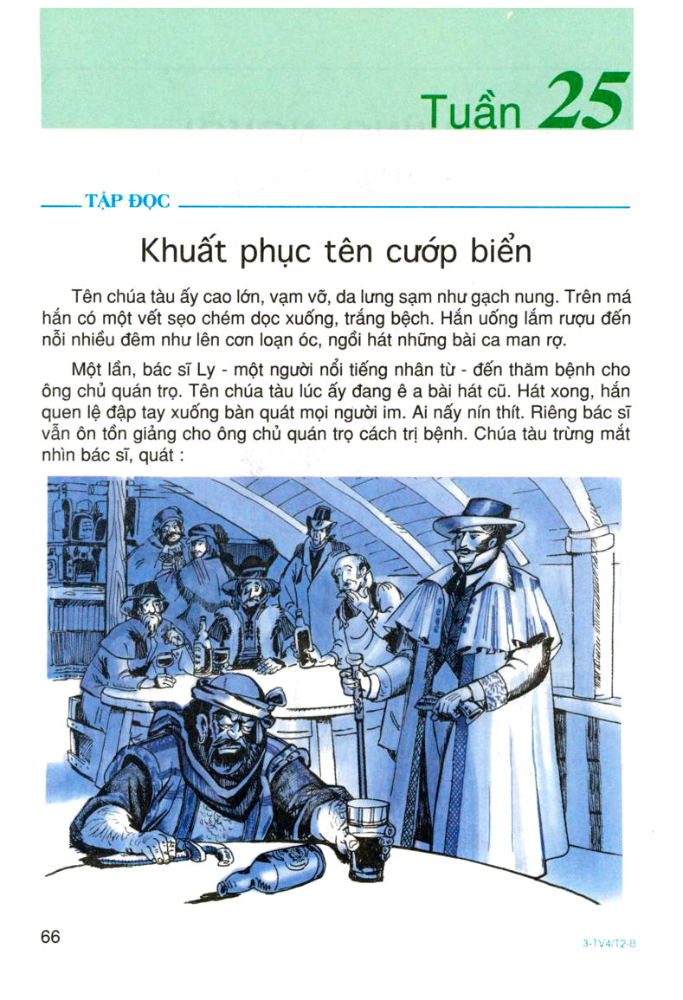 Tuần 25
TẬP ĐỌC
Khuất phục tên cướp biển
Tên chúa tàu ấy cao lớn, vạm vỡ, da lưng sạm như gạch nung. Trên má
hắn có một vết sẹo chém dọc xuống, trắng bệch. Hắn uống lắm rượu đến
nỗi nhiều đêm như lên cơn loạn óc, ngồi hát những bài ca man rợ.
Một lần, bác sĩ Ly - một người nổi tiếng nhân từ - đến thăm bệnh cho
ông chủ quán trọ. Tên chúa tàu lúc ấy đang ê a bài hát cũ. Hát xong, hắn
quen lệ đập tay xuống bàn quát mọi người im. Ai nấy nín thít. Riêng bác sĩ
vẫn ôn tồn giảng cho ông chủ quán trọ cách trị bệnh. Chúa tàu trừng mắt
nhìn bác sĩ, quát :
66
3-TV4/T2-B